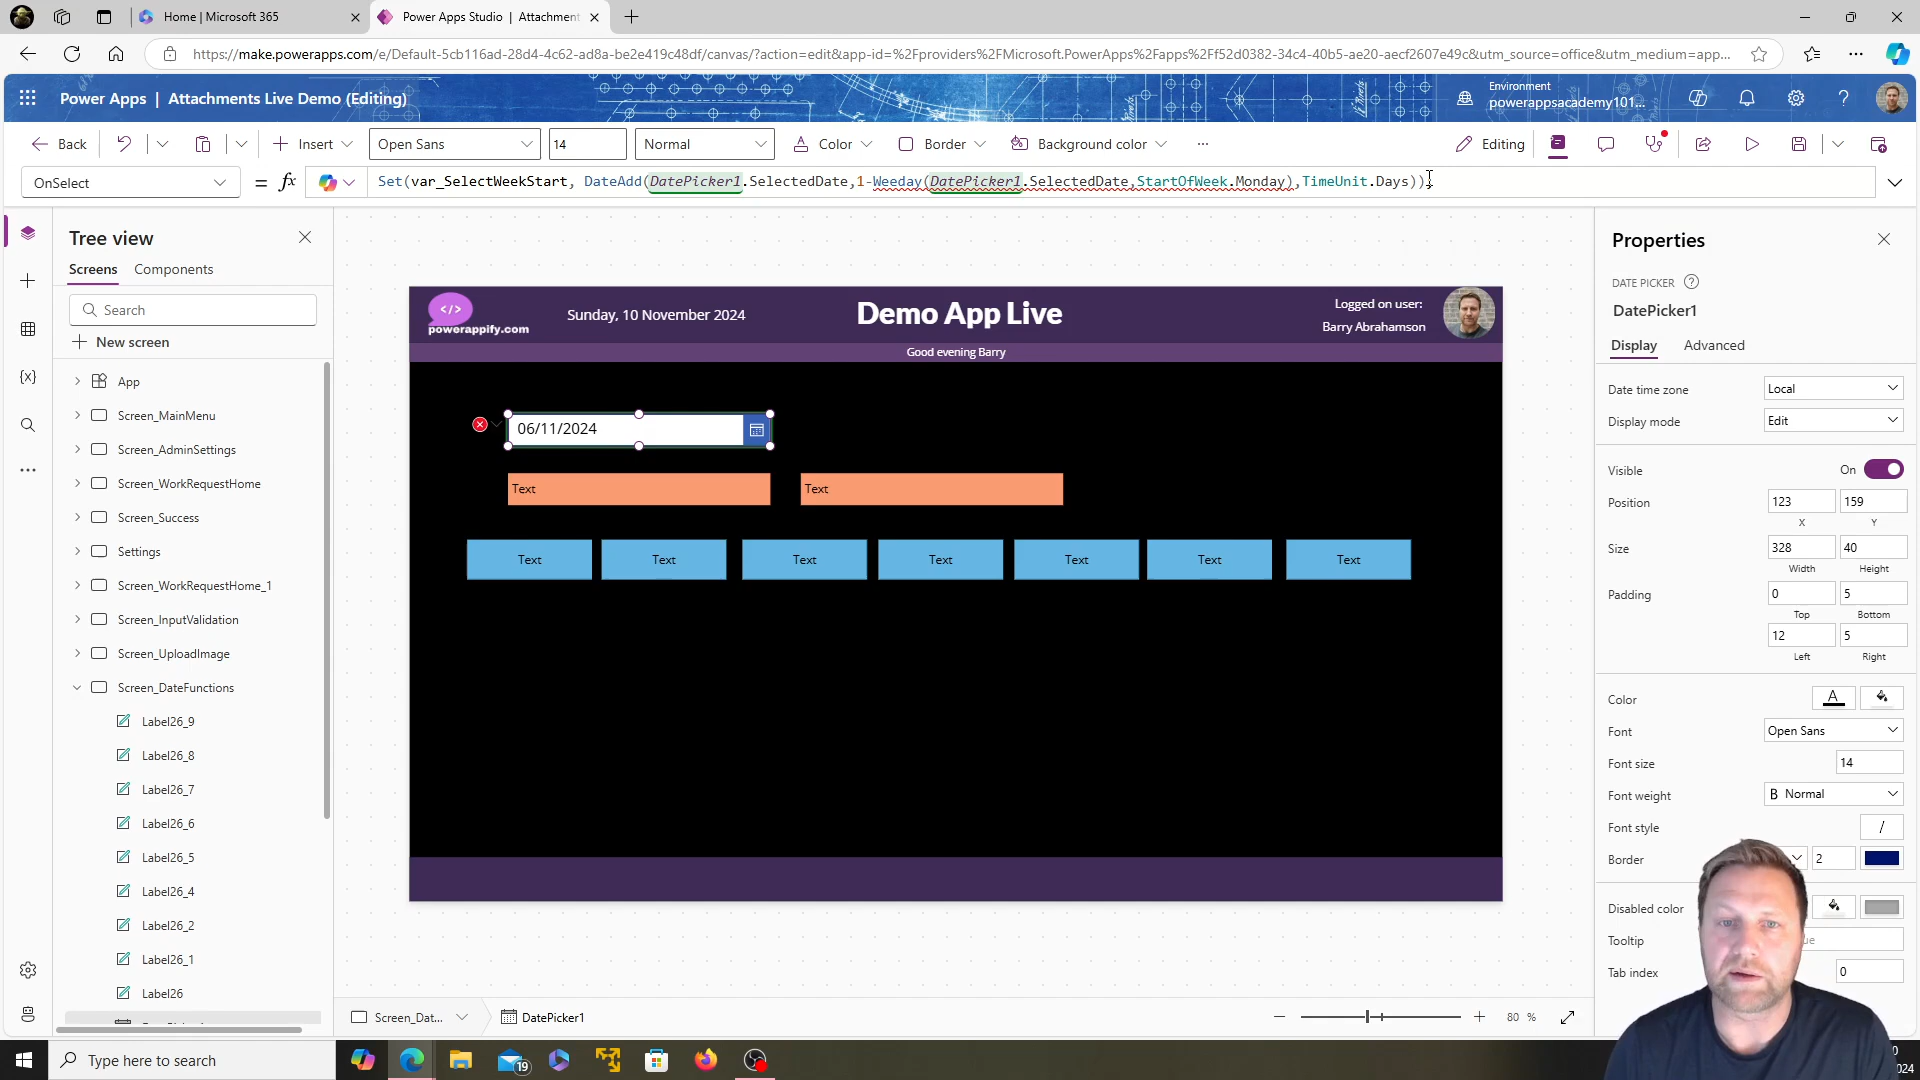 Home | Microsoft 365
Power Apps Studio | Attachment
https://make.powerapps.com/e/Default-5cb116ad-28d4-4c62-ad8a-be2e419c48df/canvas/?action=edit&app-id=%2Fproviders%2FMicrosoft.PowerApps%2Fapps%2Ff52d0382-34c4-40b5-ae20-aecf2607e49c&utm_source=office&utm_medium=app...
Power Apps | Attachments Live Demo (Editing)
Environment
powerappsacademy101...
Back
Insert
Open Sans
14
Normal
Color
Border
Background color
Editing
OnSelect
= fx
Set(var_SelectWeekStart, DateAdd(DatePicker1.SelectedDate,1-Weeday(DatePicker1.SelectedDate,StartOfWeek.Monday),TimeUnit.Days))
Tree view
Screens Components
Search
New screen
App
Screen_MainMenu
Screen_AdminSettings
Screen_WorkRequestHome
Screen_Success
Settings
Screen_WorkRequestHome_1
Screen_InputValidation
Screen_UploadImage
Screen_DateFunctions
Label26_9
Label26_8
Label26_7
Label26_6
Label26_5
Label26_4
Label26_2
Label26_1
Label26
</>
powerappify.com
Sunday, 10 November 2024
Demo App Live
Logged on user:
Barry Abrahamson
Good evening Barry
06/11/2024
Text Text
Text Text Text Text Text Text Text
Screen_Dat...
DatePicker1
80 %
Properties
DATE PICKER
DatePicker1
Display Advanced
Date time zone Local
Display mode Edit
Visible On
Position 123 159
X Y
Size 328 40
Width Height
Padding 0 5
Top Bottom
12 5
Left Right
Color
Font Open Sans
Font size 14
Font weight B Normal
Font style /
Border 2
Disabled color
Tooltip
Tab index 0
Type here to search
19